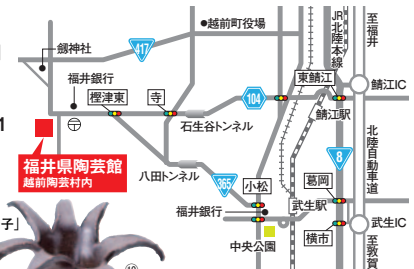 越前町役場
JR北陸本線
至福井
劔神社
417
福井銀行
樫津東
寺
104
東鯖江
鯖江IC
鯖江駅
石生谷トンネル
1
福井県陶芸館
越前陶芸村内
八田トンネル
365
小松
8
葛岡
北陸自動車道
武生駅
福井銀行
武生IC
横市
中央公園
至敦賀
子」